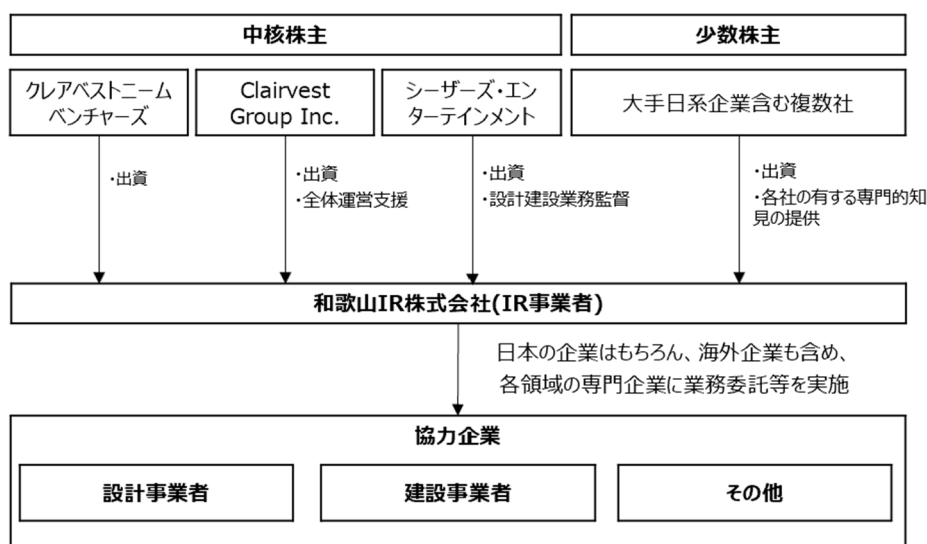 中核株主
少数株主
クレアベストニーム
ベンチャーズ
Clairvest
Group Inc.
シーザーズ・エン
ターテインメント
大手日系企業含む複数社
・出資
・出資
・全体運営支援
・出資
・設計建設業務監督
・出資
・各社の有する専門的知
見の提供
和歌山IR株式会社(IR事業者)
日本の企業はもちろん、海外企業も含め、
各領域の専門企業に業務委託等を実施
協力企業
設計事業者
建設事業者
その他